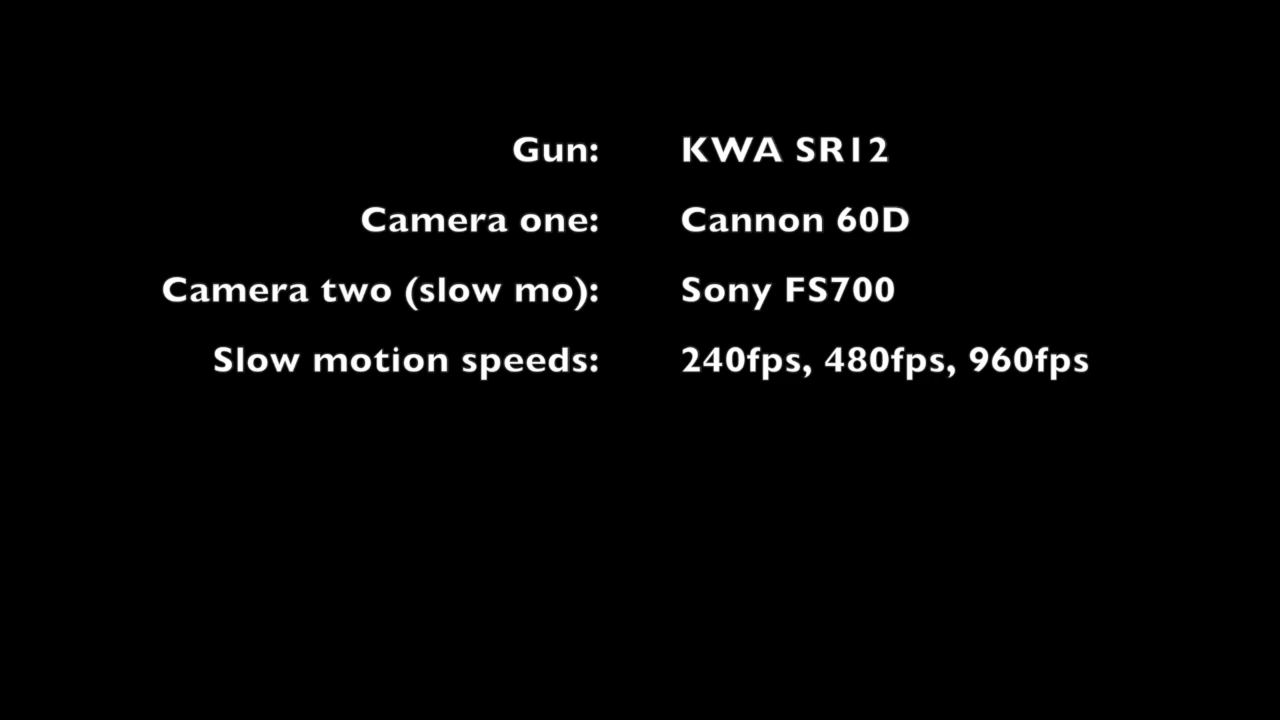 Gun: KWA SR12
Camera one: Cannon 60D
Camera two (slow mo): Sony FS700
Slow motion speeds: 240fps, 480fps, 960fps